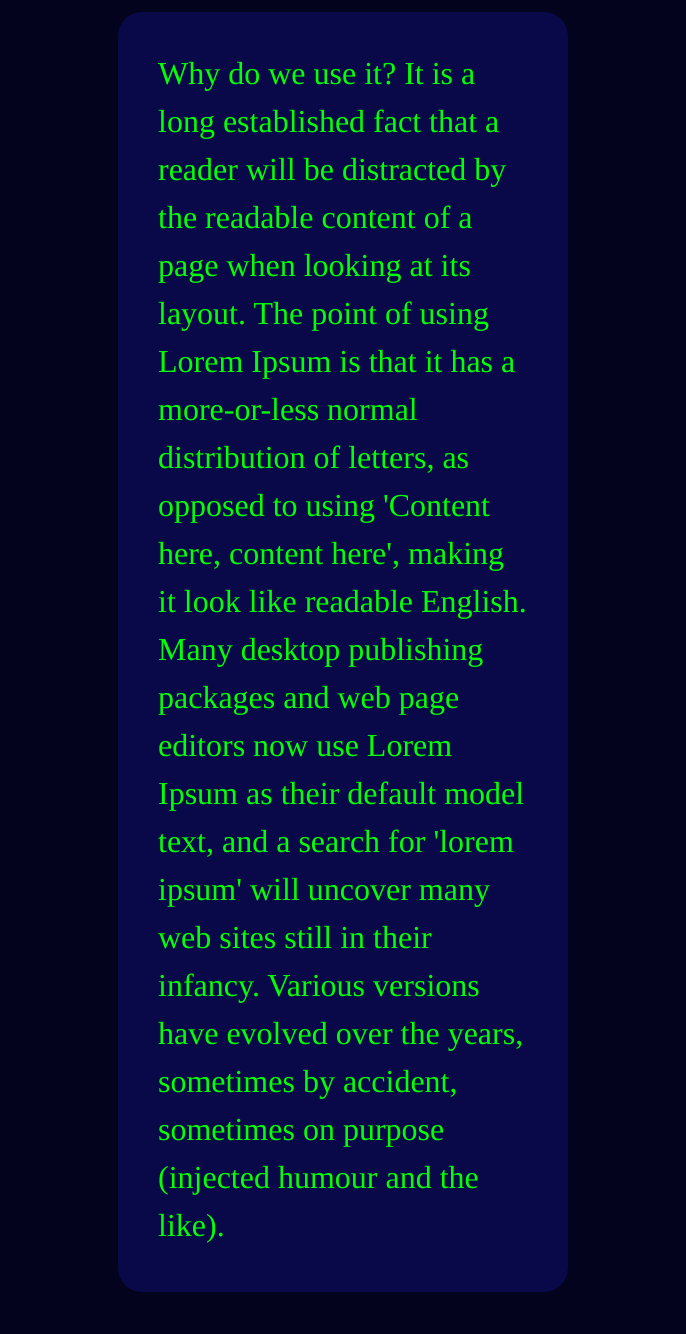 Why do we use it? It is a
long established fact that a
reader will be distracted by
the readable content of a
page when looking at its
layout. The point of using
Lorem Ipsum is that it has a
more-or-less normal
distribution of letters, as
opposed to using 'Content
here, content here', making
it look like readable English.
Many desktop publishing
packages and web page
editors now use Lorem
Ipsum as their default model
text, and a search for 'lorem
ipsum' will uncover many
web sites still in their
infancy. Various versions
have evolved over the years,
sometimes by accident,
sometimes on purpose
(injected humour and the
like).